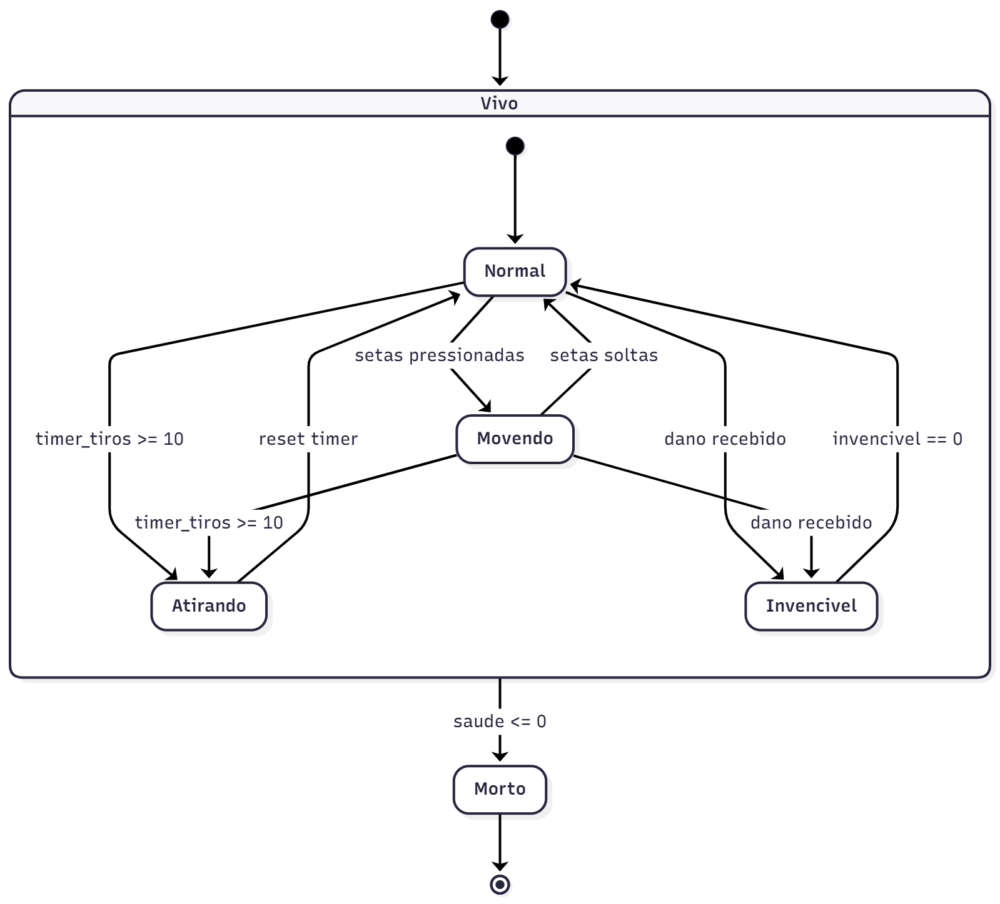 Vivo
Normal
setas pressionadas
setas soltas
timer_tiros >= 10
reset timer
Movendo
dano recebido
invencivel == 0
timer_tiros >= 10
dano recebido
Atirando
Invencivel
saude <= 0
Morto